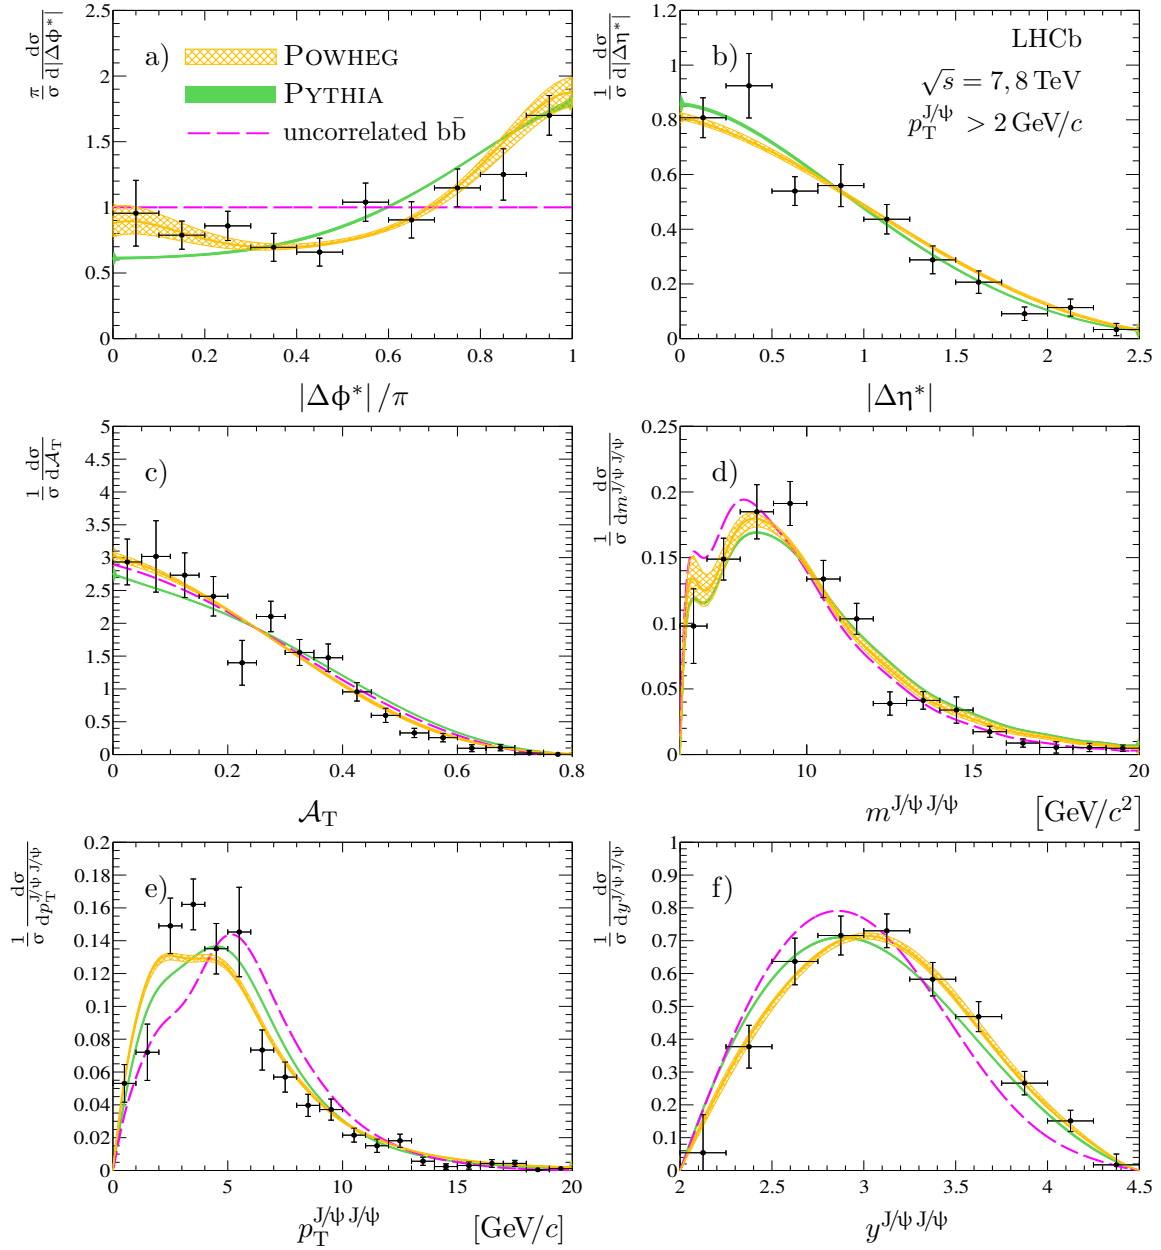 π/σ dσ/d|Δϕ*|
a)
POWHEG
PYTHIA
uncorrelated bb̄
2.5
2
1.5
1
0.5
0
0 0.2 0.4 0.6 0.8 1
|Δϕ*|/π
1/σ dσ/d|Δη*|
b)
LHCb
√s = 7, 8 TeV
p_T^{J/ψ} > 2 GeV/c
1.2
1
0.8
0.6
0.4
0.2
0
0 0.5 1 1.5 2 2.5
|Δη*|
1/σ dσ/dA_T
c)
5
4.5
4
3.5
3
2.5
2
1.5
1
0.5
0
0 0.2 0.4 0.6 0.8
A_T
1/σ dσ/dm^{J/ψ J/ψ}
d)
0.25
0.2
0.15
0.1
0.05
0
10 15 20
m^{J/ψ J/ψ} [GeV/c²]
1/σ dσ/dp_T^{J/ψ J/ψ}
e)
0.2
0.18
0.16
0.14
0.12
0.1
0.08
0.06
0.04
0.02
0
0 5 10 15 20
p_T^{J/ψ J/ψ} [GeV/c]
1/σ dσ/dy^{J/ψ J/ψ}
f)
1
0.9
0.8
0.7
0.6
0.5
0.4
0.3
0.2
0.1
0
2 2.5 3 3.5 4 4.5
y^{J/ψ J/ψ}